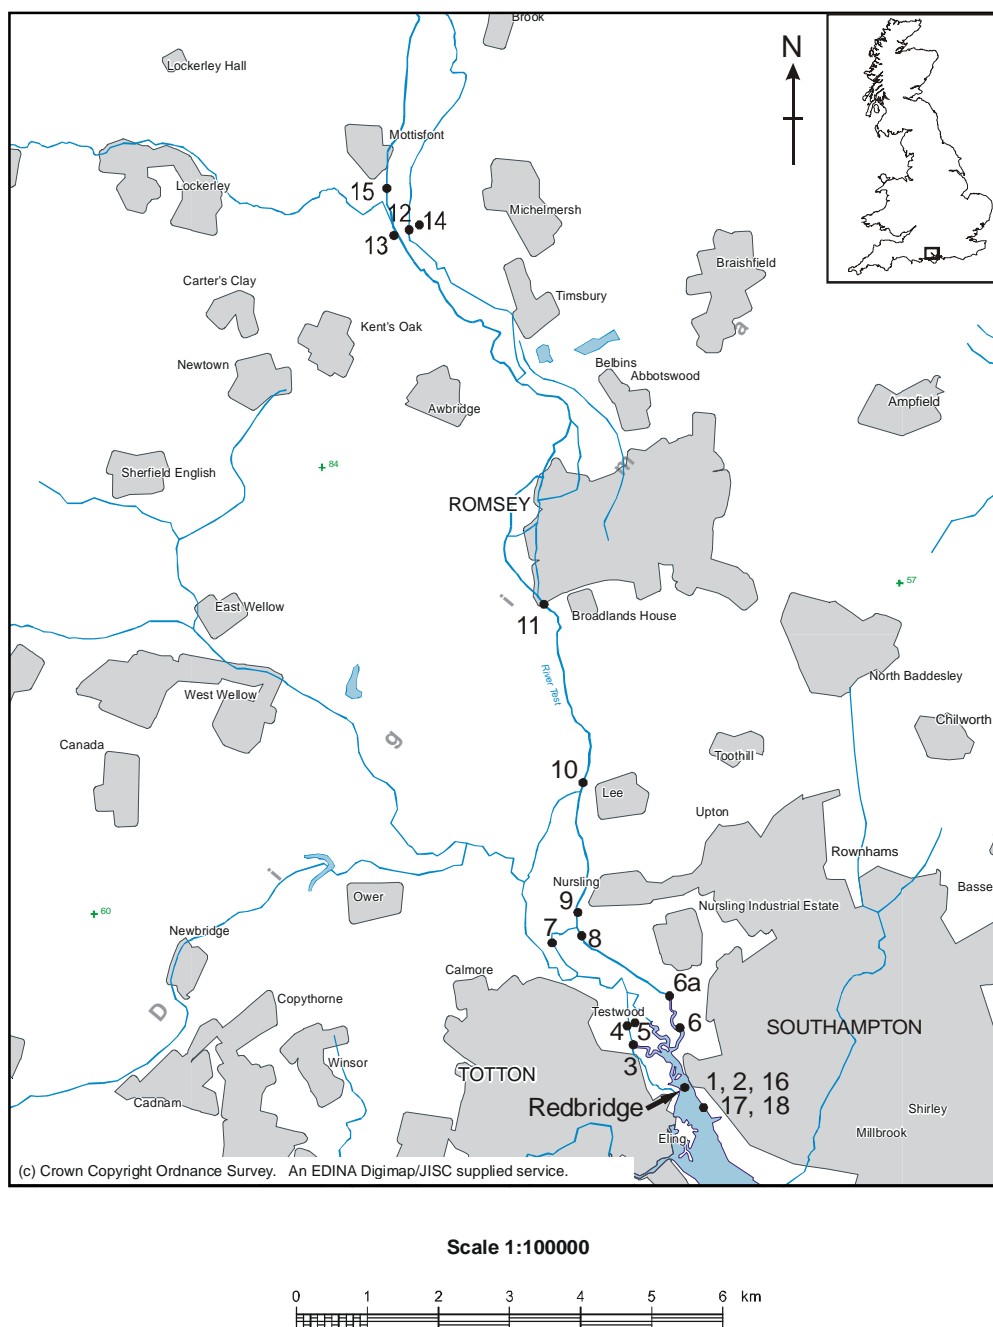 Brook
N
Lockerley Hall
Mottisfont
Lockerley
15
12
14
13
Michelmersh
Braishfield
Carter's Clay
Timsbury
Kent's Oak
a
Newtown
Belbins
Abbotswood
Awbridge
Ampfield
84
m
Sherfield English
ROMSEY
57
i
East Wellow
Broadlands House
11
River Test
North Baddesley
West Wellow
Chilworth
g
Canada
Toothill
10
Lee
Upton
Rownhams
i
Nursling
Basse
Ower
9
Nursling Industrial Estate
60
Newbridge
7
8
Calmore
6a
Copythorne
D
Testwood
4
5
6
SOUTHAMPTON
3
Winsor
TOTTON
1, 2, 16
17, 18
Redbridge
Cadnam
Shirley
Millbrook
Eling
(c) Crown Copyright Ordnance Survey. An EDINA Digimap/JISC supplied service.
Scale 1:100000
0 1 2 3 4 5 6 km